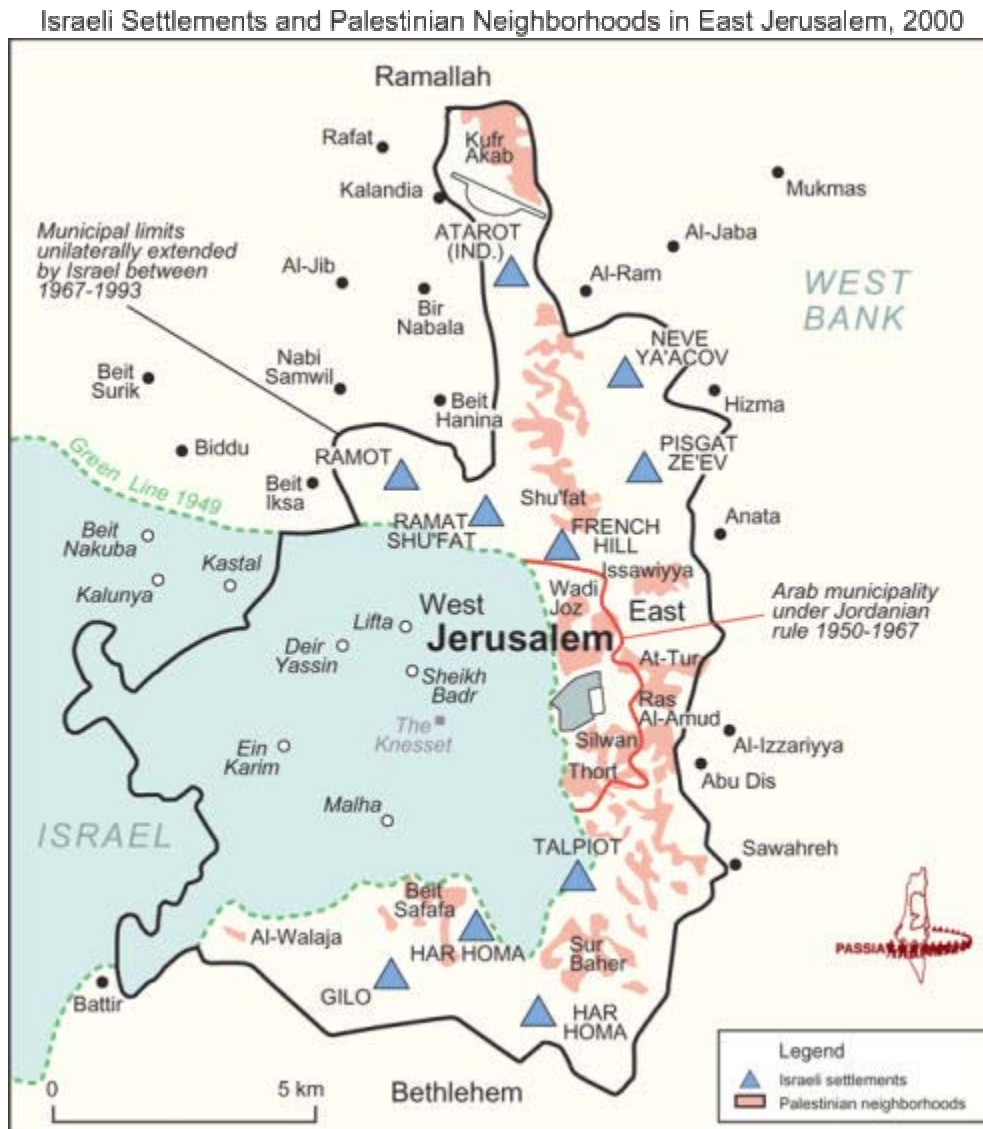 Israeli Settlements and Palestinian Neighborhoods in East Jerusalem, 2000
Ramallah
Rafat
Kufr
Akab
Kalandia
Mukmas
Municipal limits
unilaterally extended
by Israel between
1967-1993
ATAROT
(IND.)
Al-Jaba
Al-Jib
Al-Ram
WEST
BANK
Bir
Nabala
NEVE
YA'ACOV
Nabi
Samwil
Beit
Surik
Beit
Hanina
Hizma
Biddu
RAMOT
PISGAT
ZE'EV
Green Line 1949
Beit
Iksa
Shu'fat
RAMAT
SHU'FAT
FRENCH
HILL
Anata
Beit
Nakuba
Kastal
Kalunya
Issawiyya
Wadi
Joz
West
East
Jerusalem
Arab municipality
under Jordanian
rule 1950-1967
Lifta
Deir
Yassin
Sheikh
Badr
At-Tur
The
Knesset
Ras
Al-Amud
Silwan
Al-Izzariyya
Ein
Karim
Thort
Abu Dis
Malha
ISRAEL
TALPIOT
Sawahreh
Beit
Safafa
Al-Walaja
HAR HOMA
Sur
Baher
PASSIA
GILO
Battir
HAR
HOMA
Bethlehem
0
5 km
Legend
Israeli settlements
Palestinian neighborhoods